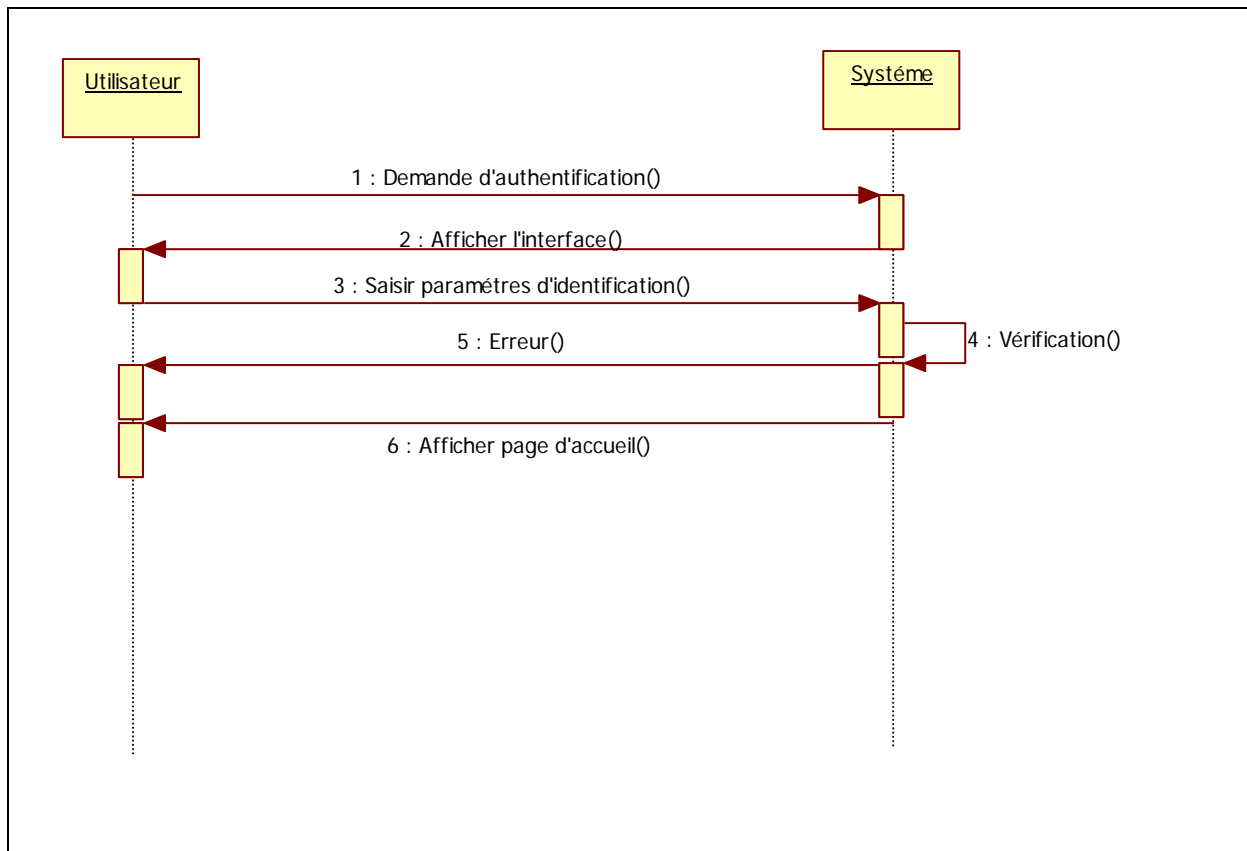 Utilisateur
Systéme
1 : Demande d'authentification()
2 : Afficher l'interface()
3 : Saisir paramétres d'identification()
4 : Vérification()
5 : Erreur()
6 : Afficher page d'accueil()